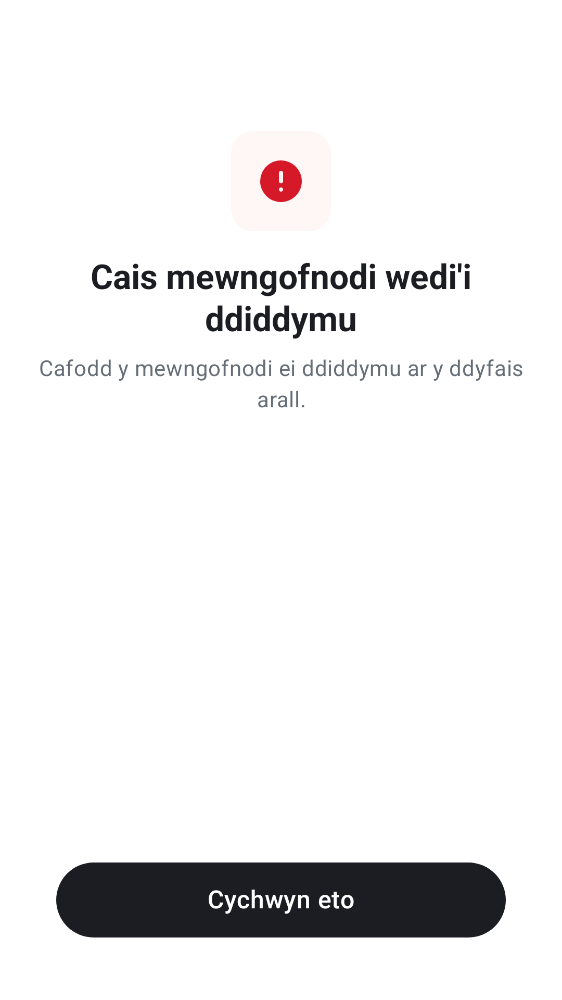 Cais mewngofnodi wedi'i
ddiddymu
Cafodd y mewngofnodi ei ddiddymu ar y ddyfais
arall.
Cychwyn eto